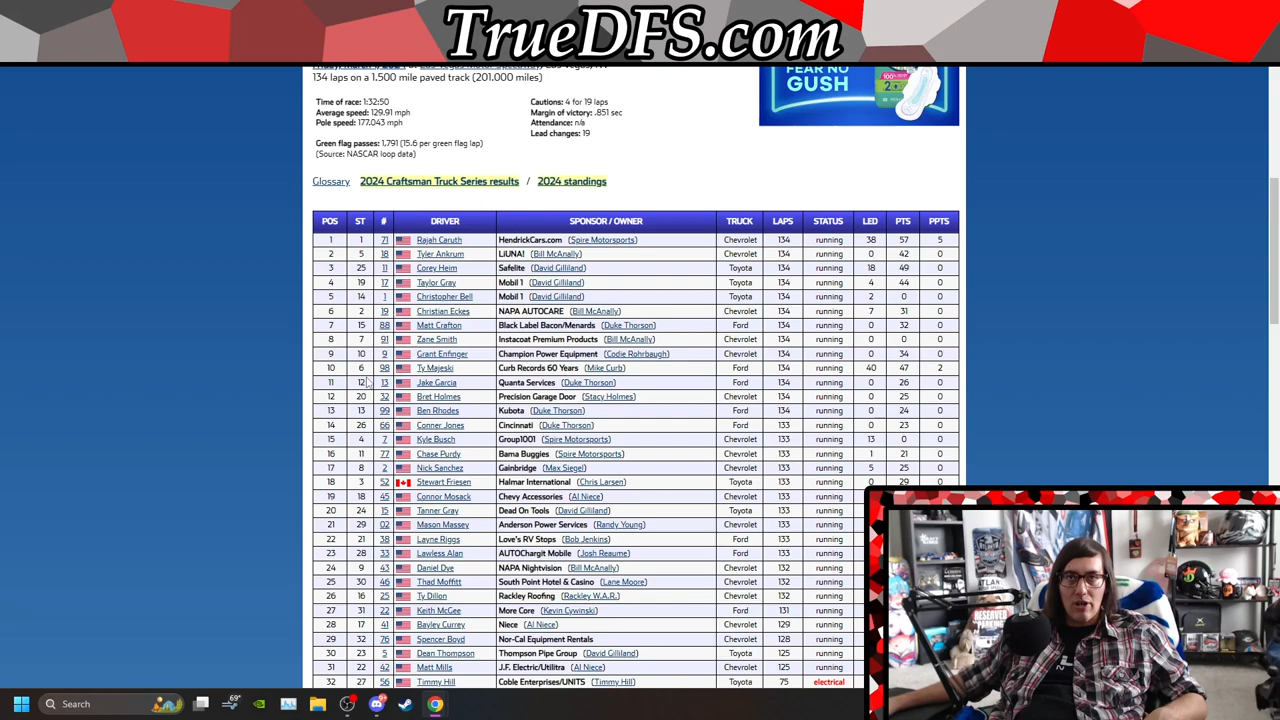 TrueDFS.com
134 laps on a 1.500 mile paved track (201.000 miles)
FEAR NO
GUSH
Time of race: 1:32:50
Average speed: 129.91 mph
Pole speed: 177.043 mph
Cautions: 4 for 19 laps
Margin of victory: .851 sec
Attendance: n/a
Lead changes: 19
Green flag passes: 1,791 (15.6 per green flag lap)
(Source: NASCAR loop data)
Glossary 2024 Craftsman Truck Series results / 2024 standings
POS ST # DRIVER SPONSOR / OWNER TRUCK LAPS STATUS LED PTS PPTS
1 1 71 Rajah Caruth HendrickCars.com (Spire Motorsports) Chevrolet 134 running 38 57 5
2 5 18 Tyler Ankrum LiUNA! (Bill McAnally) Chevrolet 134 running 0 42 0
3 25 11 Corey Heim Safelite (David Gilliland) Toyota 134 running 18 49 0
4 19 17 Taylor Gray Mobil 1 (David Gilliland) Toyota 134 running 4 44 0
5 14 1 Christopher Bell Mobil 1 (David Gilliland) Toyota 134 running 2 0 0
6 2 19 Christian Eckes NAPA AUTOCARE (Bill McAnally) Chevrolet 134 running 7 31 0
7 15 88 Matt Crafton Black Label Bacon/Menards (Duke Thorson) Ford 134 running 0 32 0
8 7 91 Zane Smith Instacoat Premium Products (Bill McAnally) Chevrolet 134 running 0 0 0
9 10 9 Grant Enfinger Champion Power Equipment (Codie Rohrbaugh) Chevrolet 134 running 0 34 0
10 6 98 Ty Majeski Curb Records 60 Years (Mike Curb) Ford 134 running 40 47 2
11 12 13 Jake Garcia Quanta Services (Duke Thorson) Ford 134 running 0 26 0
12 20 32 Bret Holmes Precision Garage Door (Stacy Holmes) Chevrolet 134 running 0 25 0
13 13 99 Ben Rhodes Kubota (Duke Thorson) Ford 134 running 0 24 0
14 26 66 Conner Jones Cincinnati (Duke Thorson) Ford 133 running 0 23 0
15 4 7 Kyle Busch Group1001 (Spire Motorsports) Chevrolet 133 running 13 0 0
16 11 77 Chase Purdy Bama Buggies (Spire Motorsports) Chevrolet 133 running 1 21 0
17 8 2 Nick Sanchez Gainbridge (Max Siegel) Chevrolet 133 running 5 25 0
18 3 52 Stewart Friesen Halmar International (Chris Larsen) Toyota 133 running 0 29 0
19 18 45 Connor Mosack Chevy Accessories (Al Niece) Chevrolet 133 running
20 24 15 Tanner Gray Dead On Tools (David Gilliland) Toyota 133 running
21 29 02 Mason Massey Anderson Power Services (Randy Young) Chevrolet 133 running
22 21 38 Layne Riggs Love's RV Stops (Bob Jenkins) Ford 133 running
23 28 33 Lawless Alan AUTOChargit Mobile (Josh Reaume) Ford 133 running
24 9 43 Daniel Dye NAPA Nightvision (Bill McAnally) Chevrolet 132 running
25 30 46 Thad Moffitt South Point Hotel & Casino (Lane Moore) Chevrolet 132 running
26 16 25 Ty Dillon Rackley Roofing (Rackley W.A.R.) Chevrolet 132 running
27 31 22 Keith McGee More Core (Kevin Cywinski) Ford 131 running
28 17 41 Bayley Currey Niece (Al Niece) Chevrolet 129 running
29 32 76 Spencer Boyd Nor-Cal Equipment Rentals Chevrolet 128 running
30 23 5 Dean Thompson Thompson Pipe Group (David Gilliland) Toyota 125 running
31 22 42 Matt Mills J.F. Electric/Utilitra (Al Niece) Chevrolet 125 running
32 27 56 Timmy Hill Coble Enterprises/UNITS (Timmy Hill) Toyota 75 electrical
RESERVED
PARKING
Search
69°